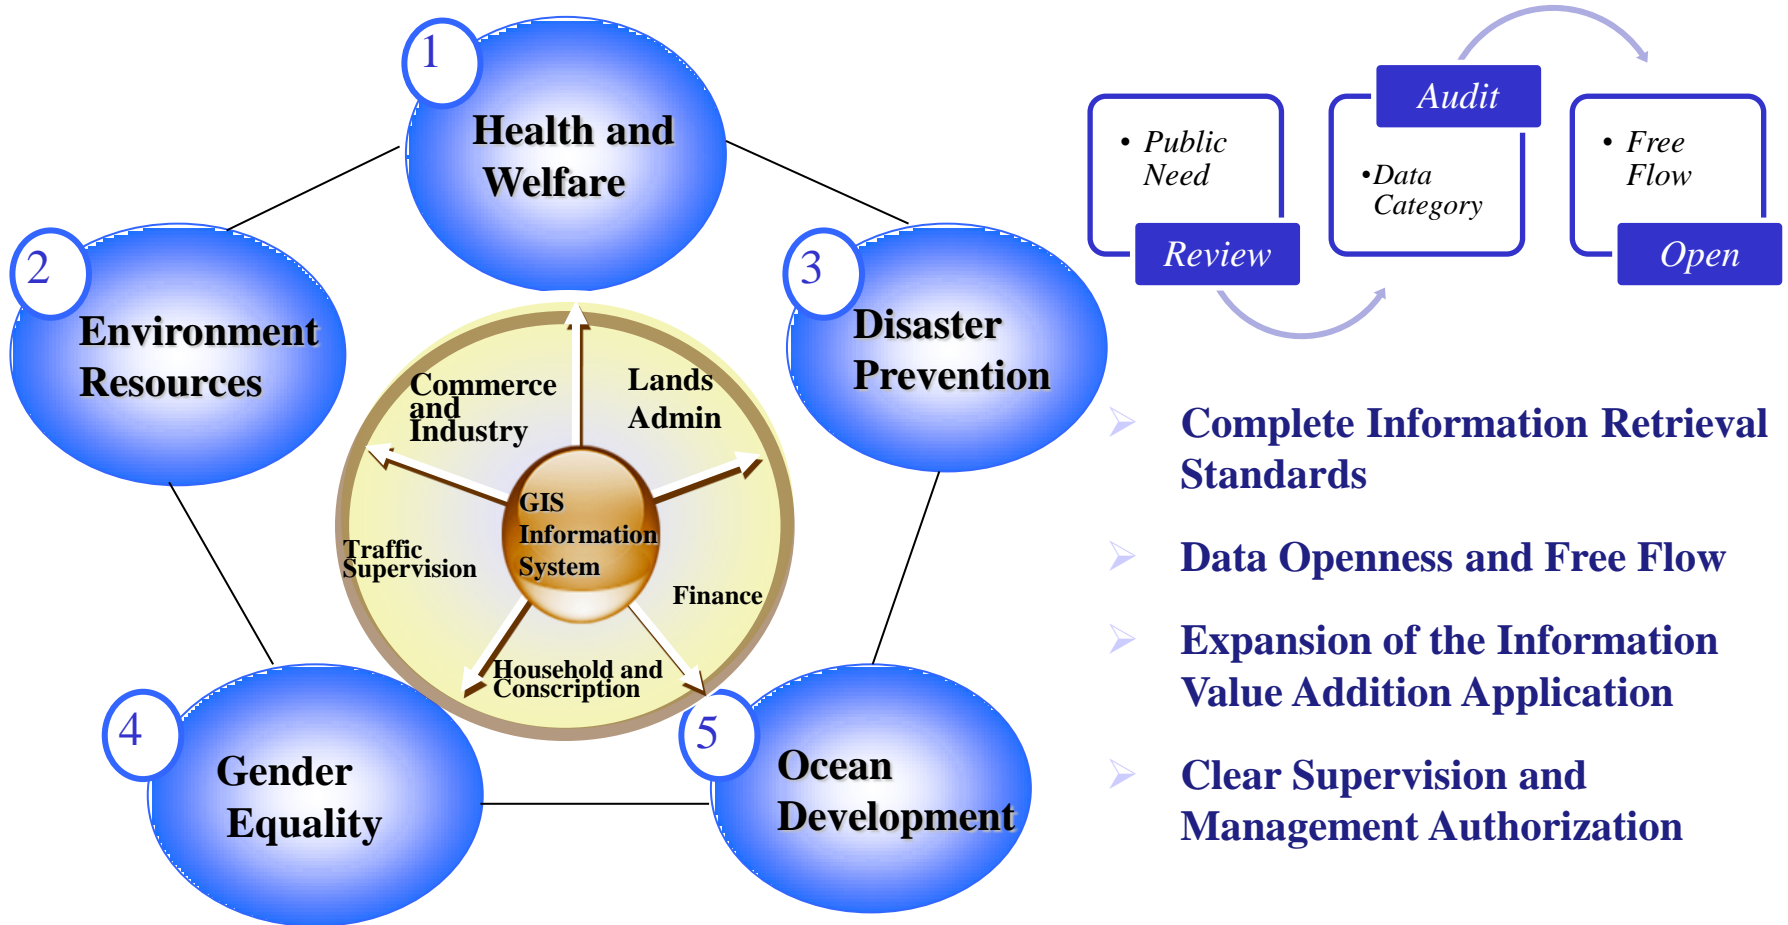 1
Health and
Welfare
2
Environment
Resources
3
Disaster
Prevention
4
Gender
Equality
5
Ocean
Development
Commerce
and
Industry
Lands
Admin
GIS
Information
System
Traffic
Supervision
Finance
Household and
Conscription
• Public
Need
Review
Audit
•Data
Category
• Free
Flow
Open
Complete Information Retrieval
Standards
Data Openness and Free Flow
Expansion of the Information
Value Addition Application
Clear Supervision and
Management Authorization